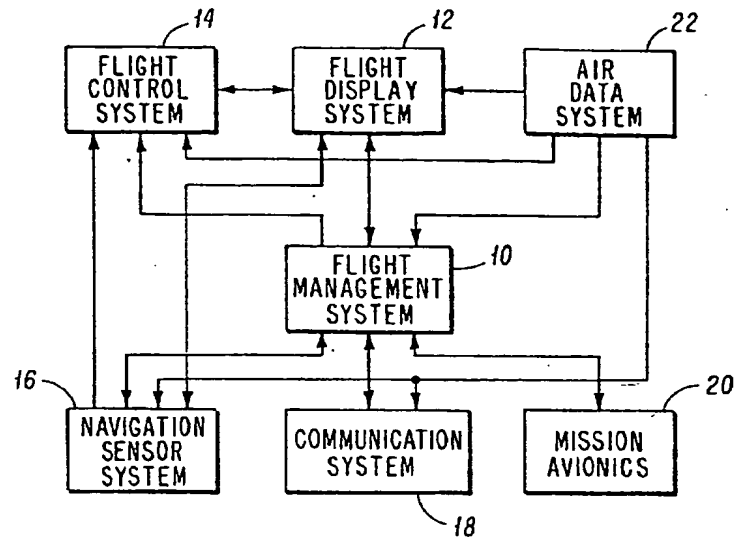 14
12
22
FLIGHT
CONTROL
SYSTEM
FLIGHT
DISPLAY
SYSTEM
AIR
DATA
SYSTEM
10
FLIGHT
MANAGEMENT
SYSTEM
16
20
NAVIGATION
SENSOR
SYSTEM
COMMUNICATION
SYSTEM
MISSION
AVIONICS
18